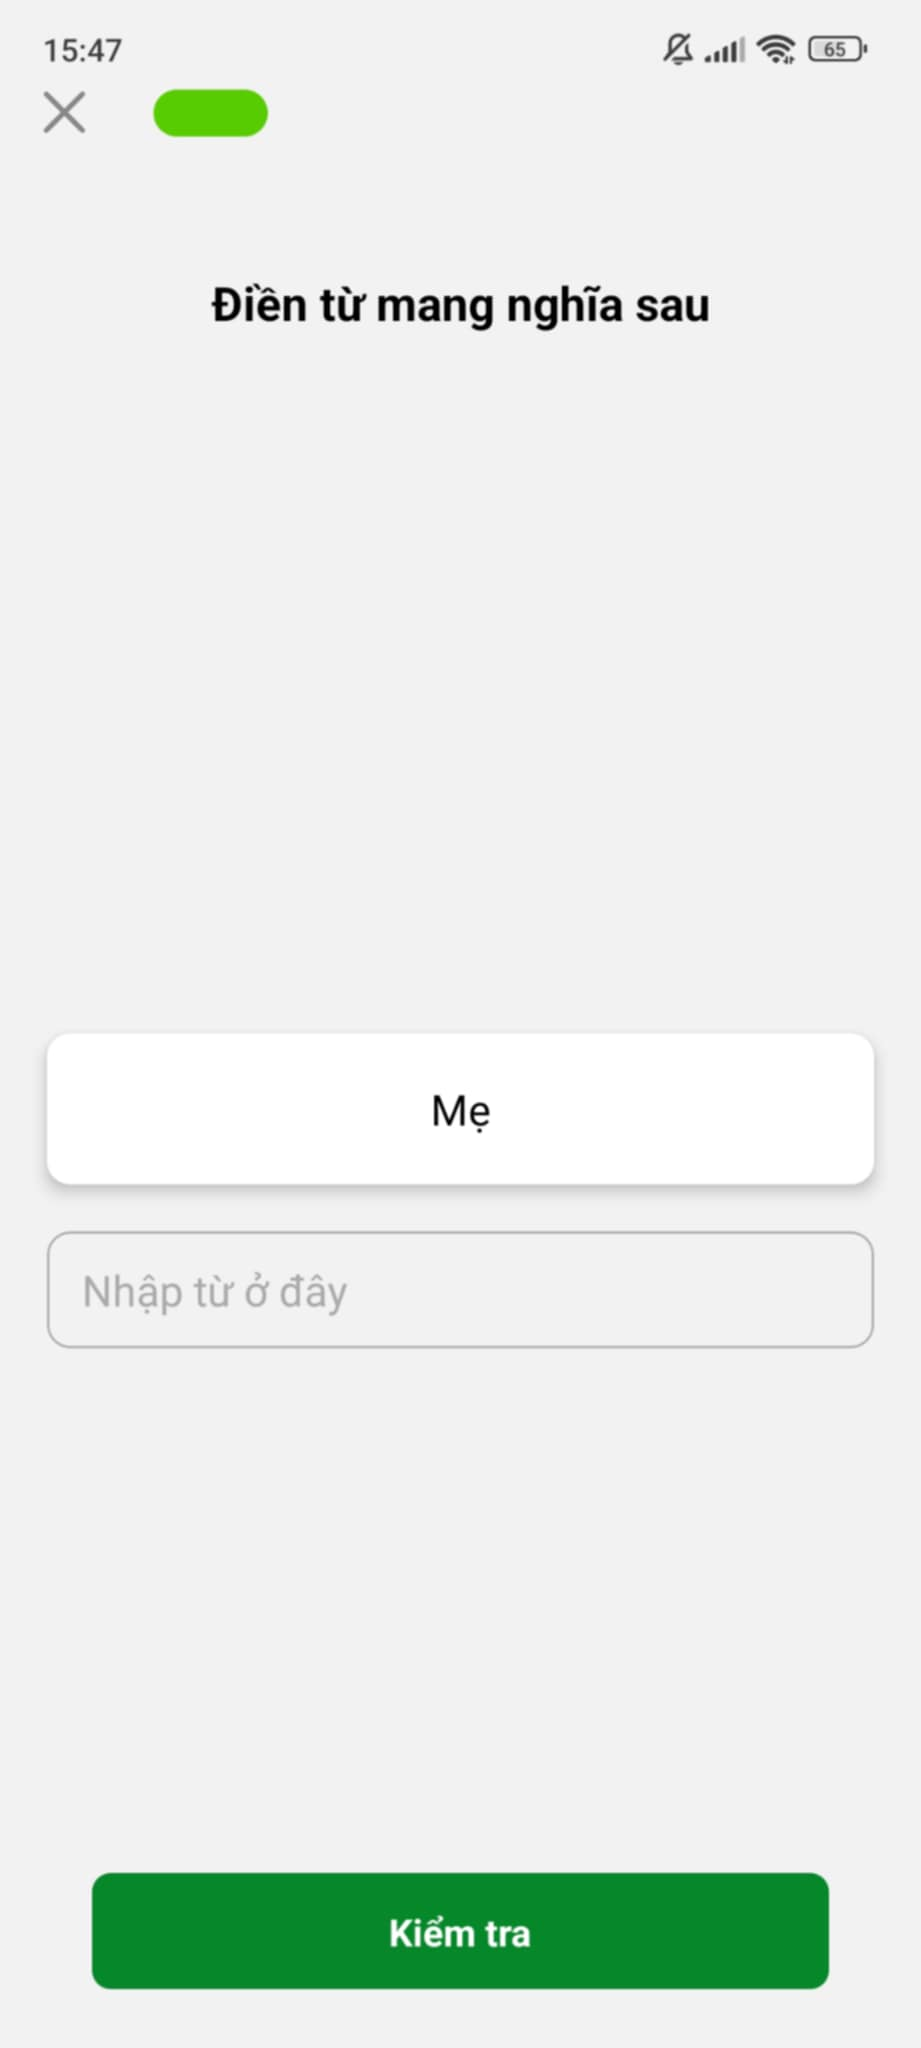 15:47
65
Điền từ mang nghĩa sau
Mẹ
Nhập từ ở đây
Kiểm tra